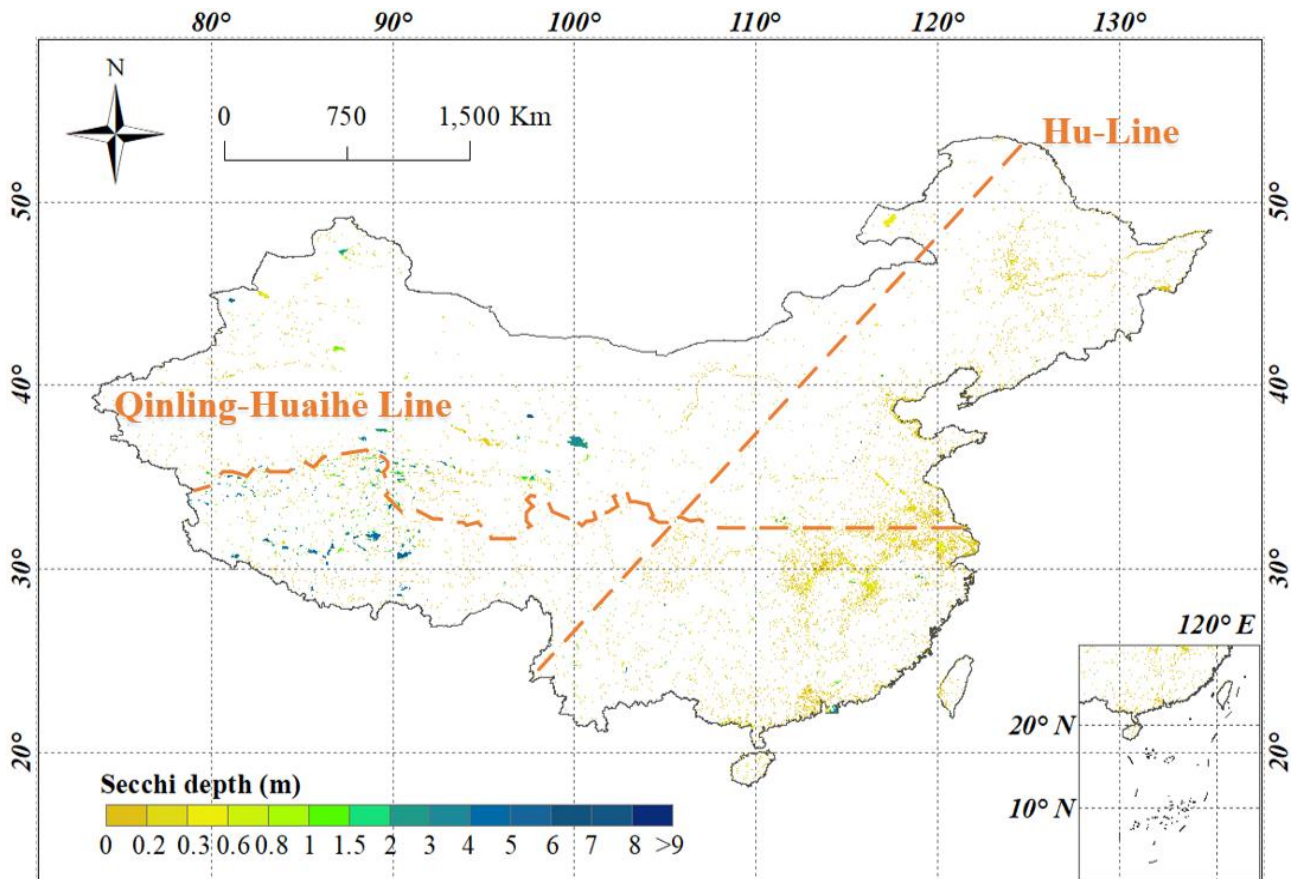 80° 90° 100° 110° 120° 130°
N
0 750 1,500 Km
Hu-Line
50° 50°
40° 40°
Qinling-Huaihe Line
30° 30°
120° E
20° N
20° 20°
10° N
Secchi depth (m)
0 0.2 0.3 0.6 0.8 1 1.5 2 3 4 5 6 7 8 >9